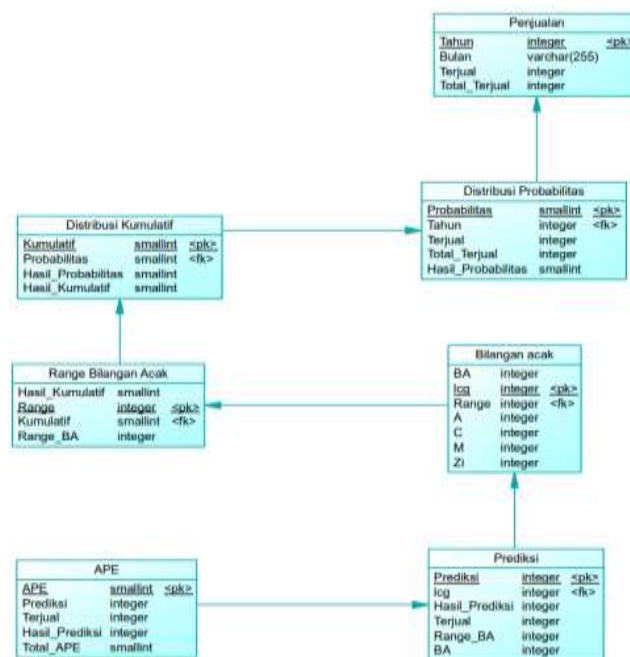 Penjualan
Tahun integer <pk>
Bulan varchar(255)
Terjual integer
Total_Terjual integer
Distribusi Probabilitas
Probabilitas smallint <pk>
Tahun integer <fk>
Terjual integer
Total_Terjual integer
Hasil_Probabilitas smallint
Distribusi Kumulatif
Kumulatif smallint <pk>
Probabilitas smallint <fk>
Hasil_Probabilitas smallint
Hasil_Kumulatif smallint
Range Bilangan Acak
Hasil_Kumulatif smallint
Range integer <pk>
Kumulatif smallint <fk>
Range_BA integer
Bilangan acak
BA integer
lcg integer <pk>
Range integer <fk>
A integer
C integer
M integer
Zi integer
APE
APE smallint <pk>
Prediksi integer
Terjual integer
Hasil_Prediksi integer
Total_APE smallint
Prediksi
Prediksi integer <pk>
lcg integer <fk>
Hasil_Prediksi integer
Terjual integer
Range_BA integer
BA integer